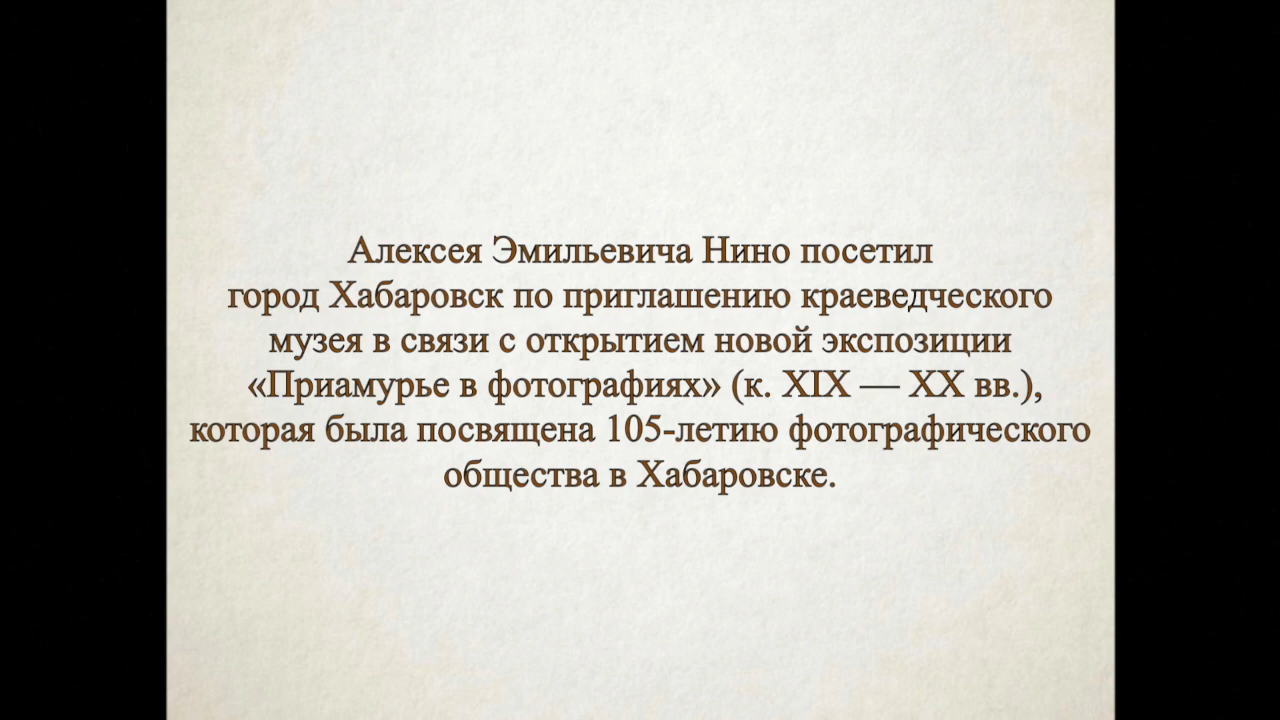 Алексея Эмильевича Нино посетил
город Хабаровск по приглашению краеведческого
музея в связи с открытием новой экспозиции
«Приамурье в фотографиях» (к. XIX — XX вв.),
которая была посвящена 105-летию фотографического
общества в Хабаровске.